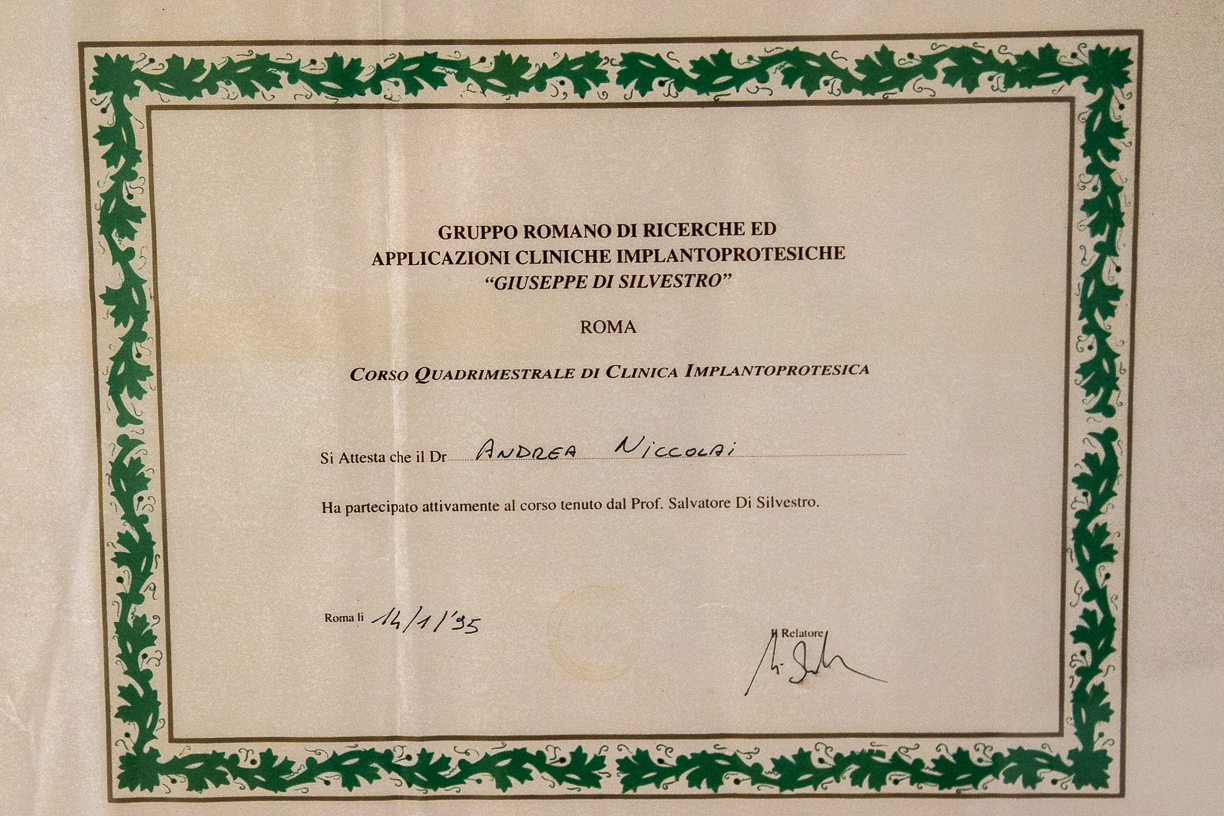 GRUPPO ROMANO DI RICERCHE ED
APPLICAZIONI CLINICHE IMPLANTOPROTESICHE
“GIUSEPPE DI SILVESTRO”
ROMA
CORSO QUADRIMESTRALE DI CLINICA IMPLANTOPROTESICA
Si Attesta che il Dr ANDREA NICCOLAI
Ha partecipato attivamente al corso tenuto dal Prof. Salvatore Di Silvestro.
Roma li 14/1/'95
Il Relatore